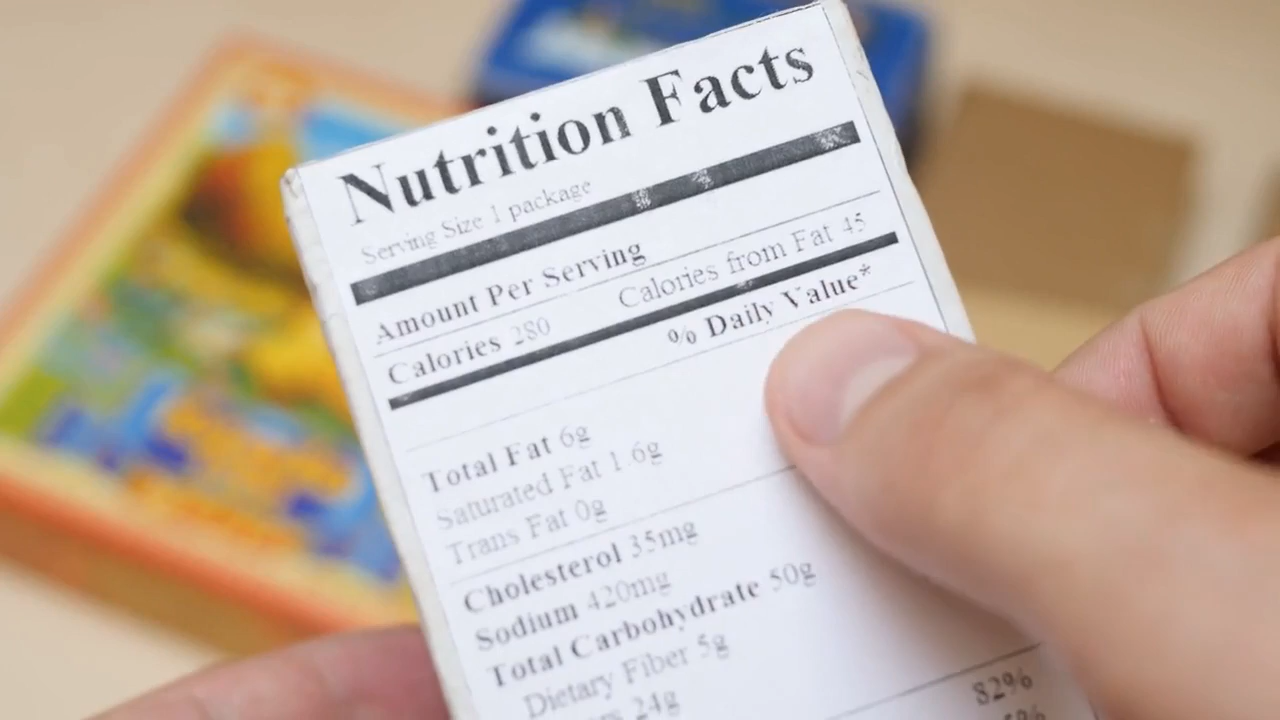 Nutrition Facts
Serving Size 1 package
Amount Per Serving
Calories 280 Calories from Fat 45
% Daily Value*
Total Fat 6g
Saturated Fat 1.6g
Trans Fat 0g
Cholesterol 35mg
Sodium 420mg
Total Carbohydrate 50g
Dietary Fiber 5g
24g
82%